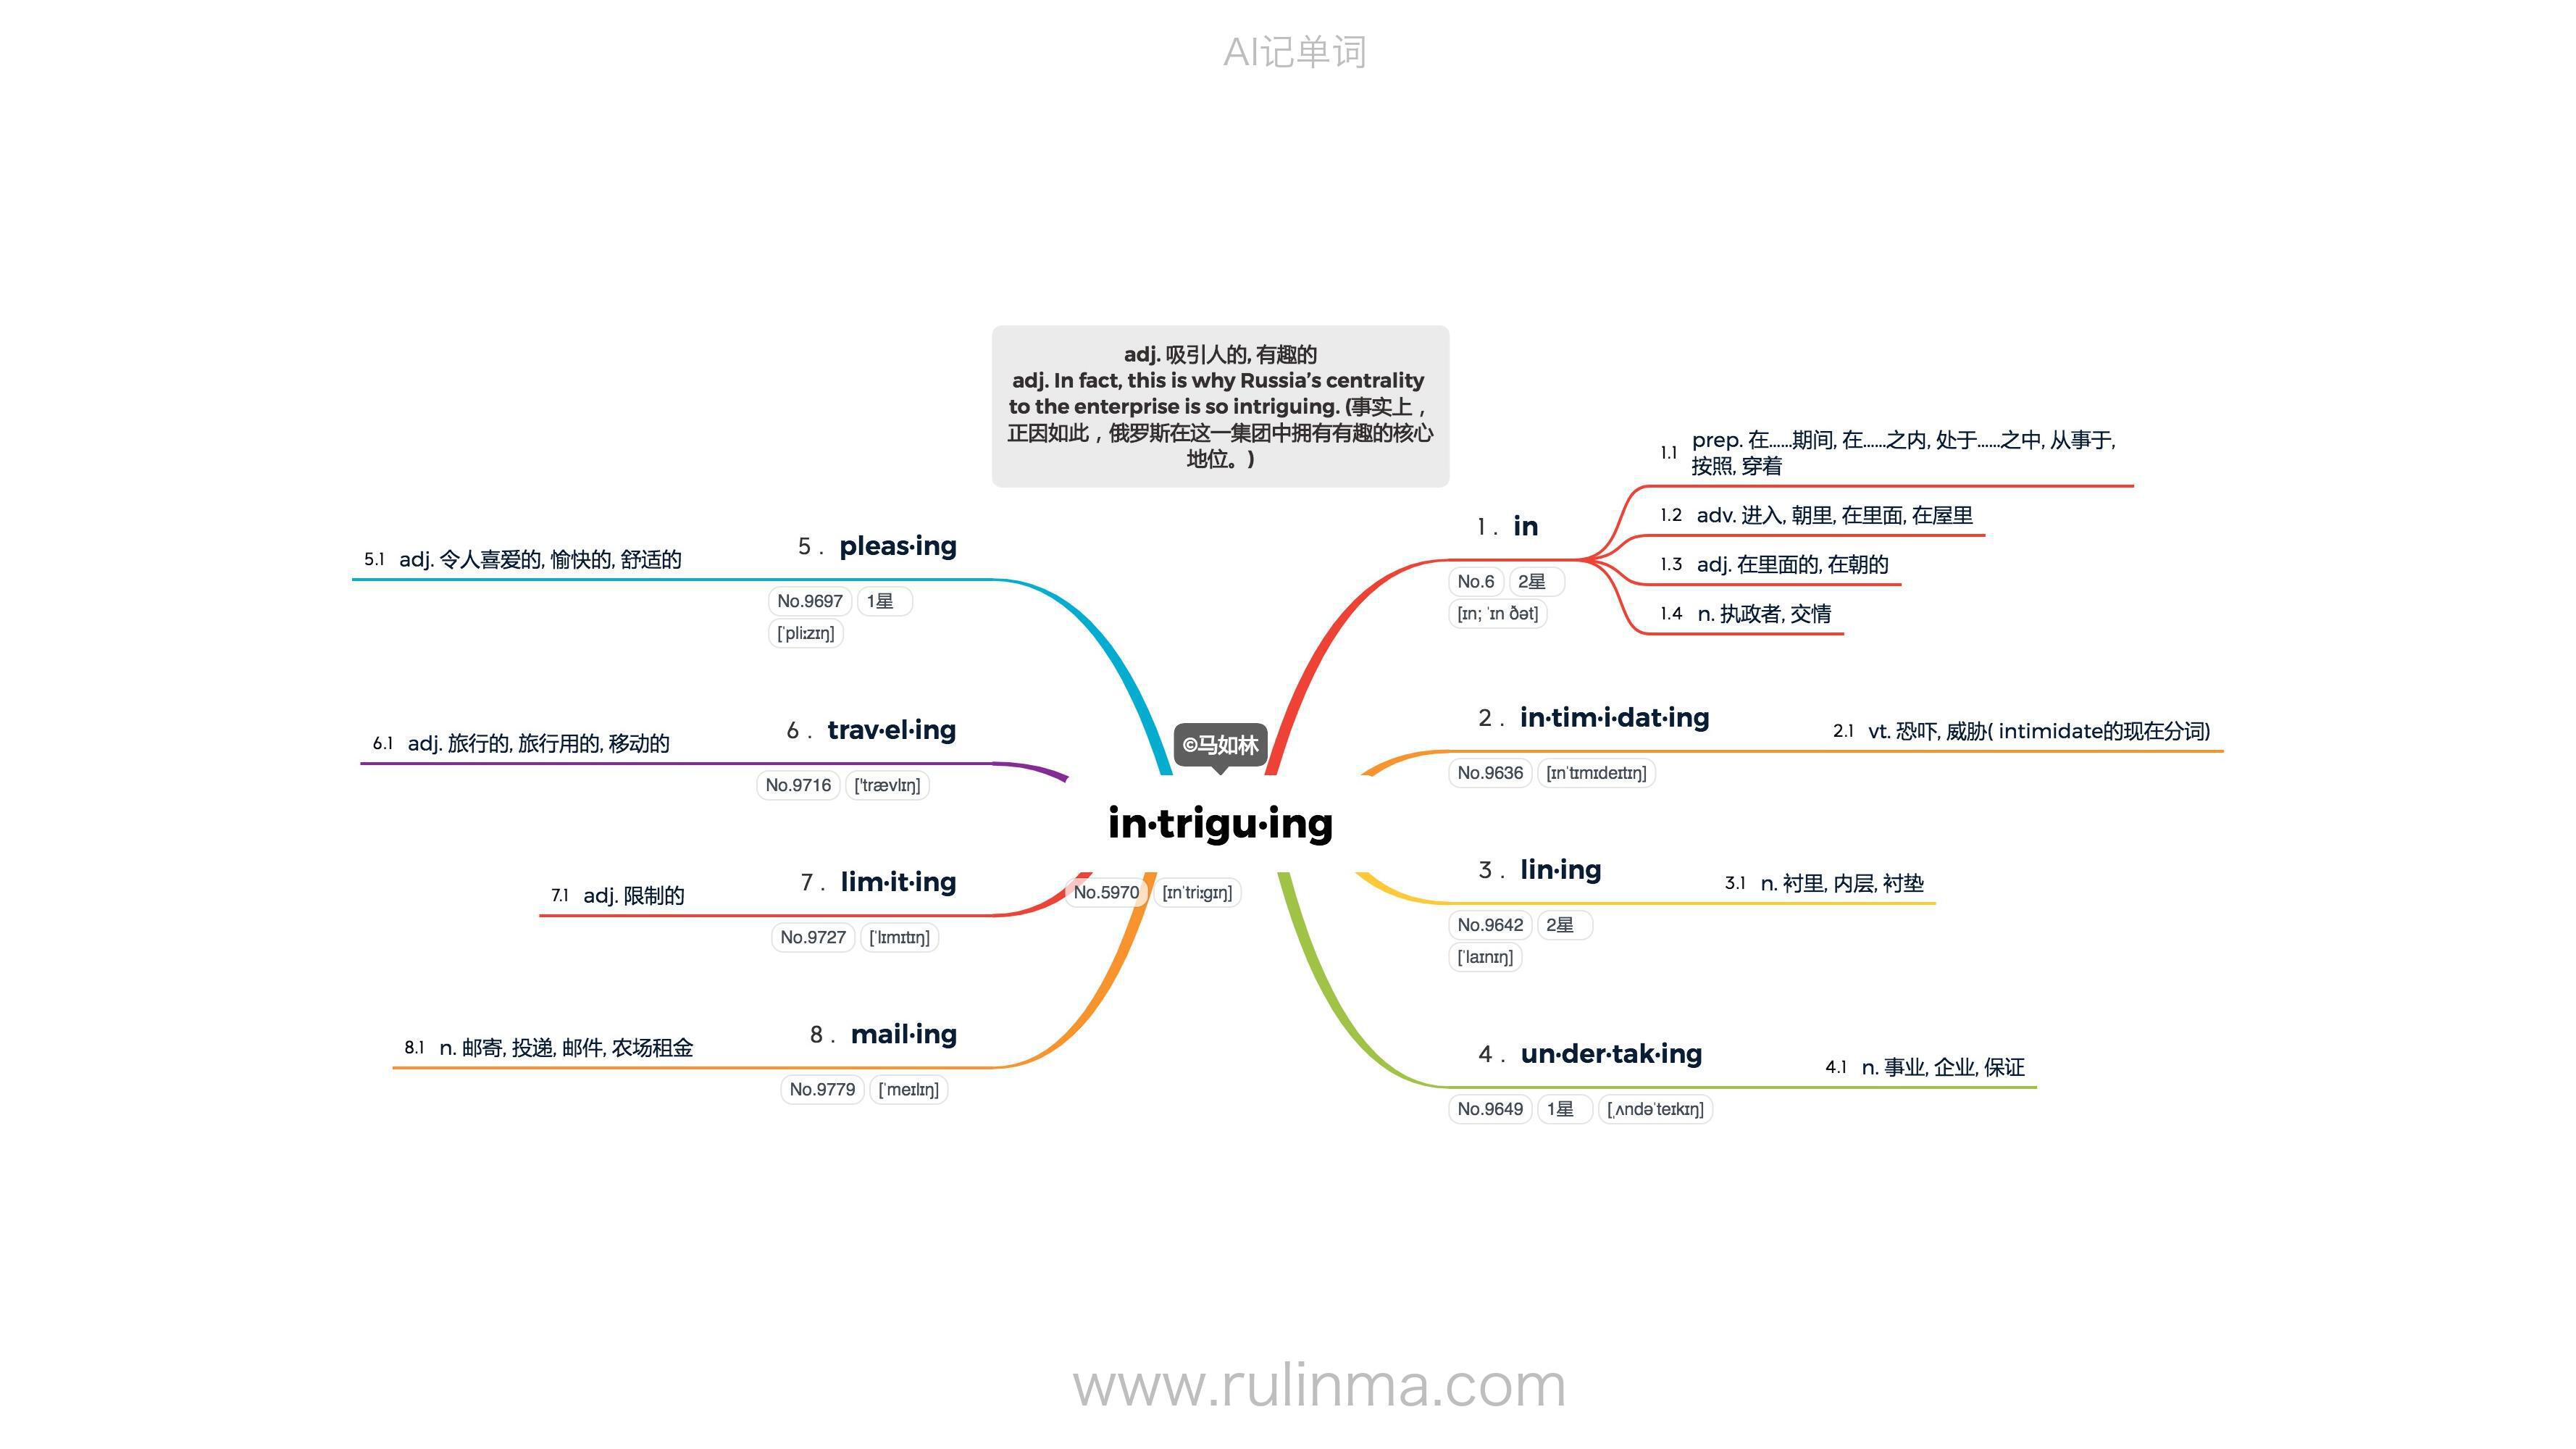 AI记单词
adj. 吸引人的, 有趣的
adj. In fact, this is why Russia’s centrality
to the enterprise is so intriguing. (事实上，
正因如此，俄罗斯在这一集团中拥有有趣的核心
地位。)
©马如林
in·trigu·ing
No.5970 [ɪnˈtriːgɪŋ]
1 . in
No.6 2星
[ɪn; ˈɪn ðət]
1.1 prep. 在……期间, 在……之内, 处于……之中, 从事于,
按照, 穿着
1.2 adv. 进入, 朝里, 在里面, 在屋里
1.3 adj. 在里面的, 在朝的
1.4 n. 执政者, 交情
2 . in·tim·i·dat·ing
No.9636 [ɪnˈtɪmɪdeɪtɪŋ]
2.1 vt. 恐吓, 威胁( intimidate的现在分词)
3 . lin·ing
No.9642 2星
[ˈlaɪnɪŋ]
3.1 n. 衬里, 内层, 衬垫
4 . un·der·tak·ing
No.9649 1星 [ˌʌndəˈteɪkɪŋ]
4.1 n. 事业, 企业, 保证
5 . pleas·ing
No.9697 1星
[ˈpliːzɪŋ]
5.1 adj. 令人喜爱的, 愉快的, 舒适的
6 . trav·el·ing
No.9716 ['trævlɪŋ]
6.1 adj. 旅行的, 旅行用的, 移动的
7 . lim·it·ing
No.9727 [ˈlɪmɪtɪŋ]
7.1 adj. 限制的
8 . mail·ing
No.9779 [ˈmeɪlɪŋ]
8.1 n. 邮寄, 投递, 邮件, 农场租金
www.rulinma.com